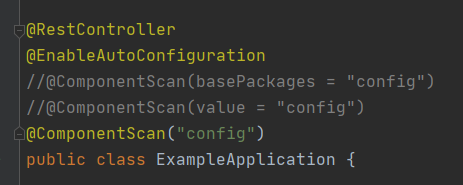 @RestController
@EnableAutoConfiguration
//@ComponentScan(basePackages = "config")
//@ComponentScan(value = "config")
@ComponentScan("config")
public class ExampleApplication {